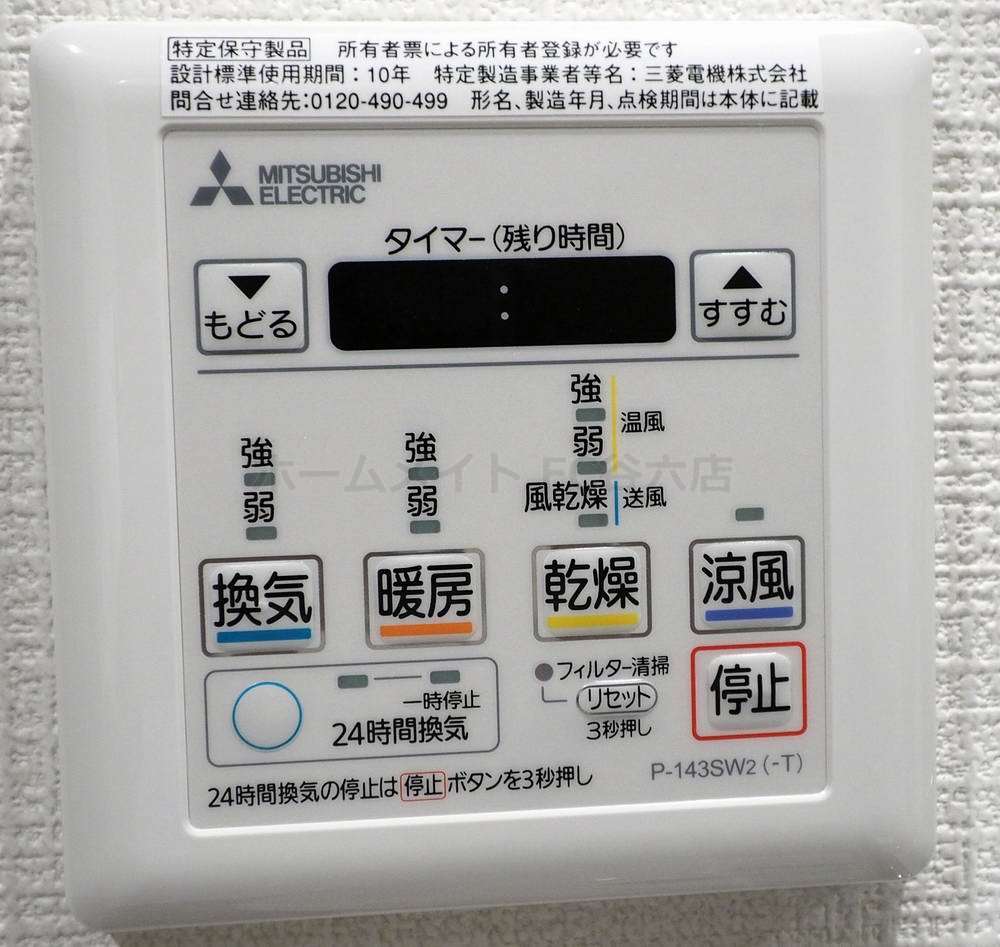 特定保守製品 所有者票による所有者登録が必要です
設計標準使用期間：10年 特定製造事業者等名：三菱電機株式会社
問合せ連絡先：0120-490-499 形名、製造年月、点検期間は本体に記載
MITSUBISHI
ELECTRIC
タイマー（残り時間）
▼
もどる
:
▲
すすむ
強
弱
換気
強
弱
暖房
強
弱
温風
風乾燥
送風
乾燥
涼風
一時停止
24時間換気
フィルター清掃
リセット
3秒押し
停止
24時間換気の停止は停止ボタンを3秒押し
P-143SW2（-T）